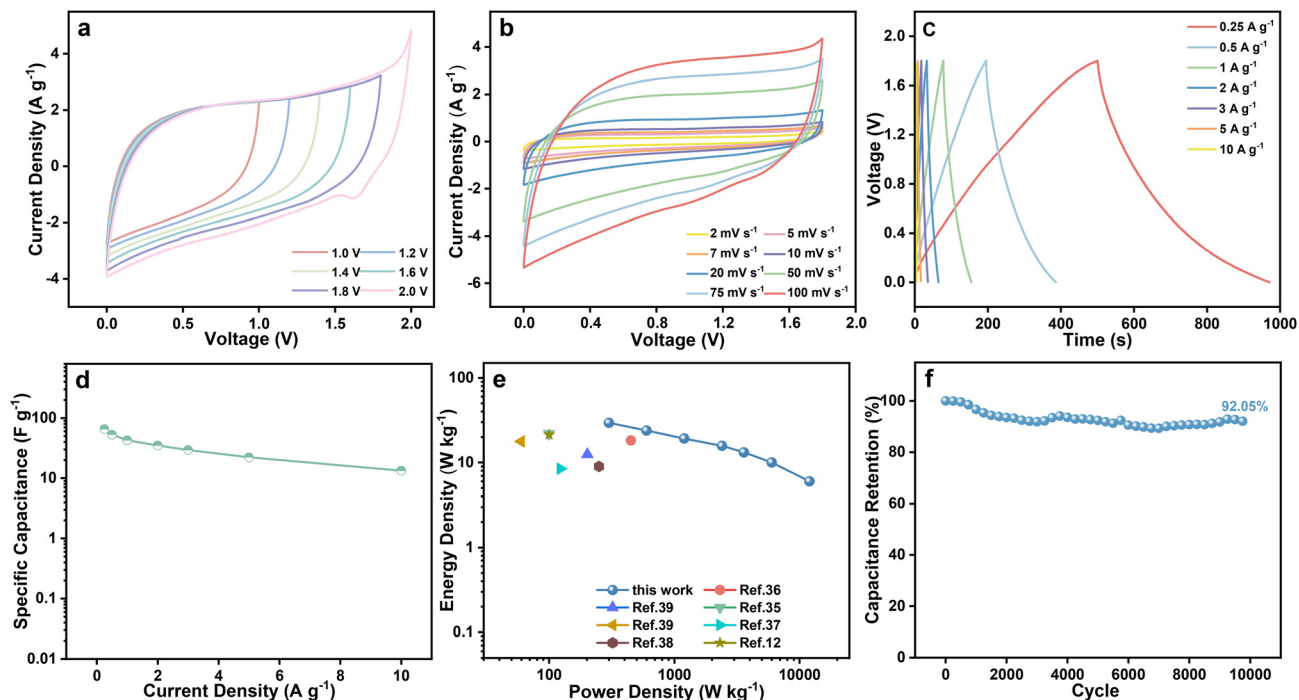 a
Current Density (A g⁻¹)
4
2
0
-2
-4
0.0 0.5 1.0 1.5 2.0
Voltage (V)
1.0 V 1.2 V
1.4 V 1.6 V
1.8 V 2.0 V
b
Current Density (A g⁻¹)
4
2
0
-2
-4
-6
0.0 0.4 0.8 1.2 1.6 2.0
Voltage (V)
2 mV s⁻¹ 5 mV s⁻¹
7 mV s⁻¹ 10 mV s⁻¹
20 mV s⁻¹ 50 mV s⁻¹
75 mV s⁻¹ 100 mV s⁻¹
c
Voltage (V)
2.0
1.6
1.2
0.8
0.4
0.0
0 200 400 600 800 1000
Time (s)
0.25 A g⁻¹
0.5 A g⁻¹
1 A g⁻¹
2 A g⁻¹
3 A g⁻¹
5 A g⁻¹
10 A g⁻¹
d
Specific Capacitance (F g⁻¹)
100
10
1
0.1
0.01
0 2 4 6 8 10
Current Density (A g⁻¹)
e
Energy Density (W kg⁻¹)
100
10
1
0.1
100 1000 10000
Power Density (W kg⁻¹)
this work Ref.36
Ref.39 Ref.35
Ref.39 Ref.37
Ref.38 Ref.12
f
Capacitance Retention (%)
100
80
60
40
20
0
0 2000 4000 6000 8000 10000
Cycle
92.05%